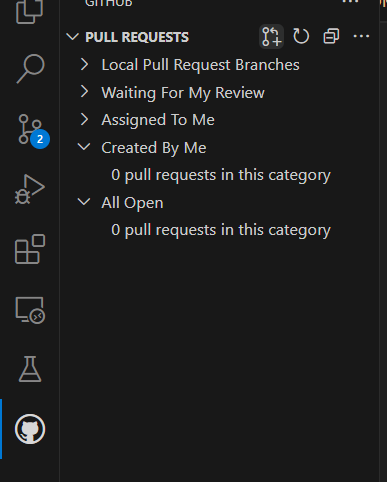 GITHUB
PULL REQUESTS
Local Pull Request Branches
Waiting For My Review
Assigned To Me
Created By Me
0 pull requests in this category
All Open
0 pull requests in this category
2